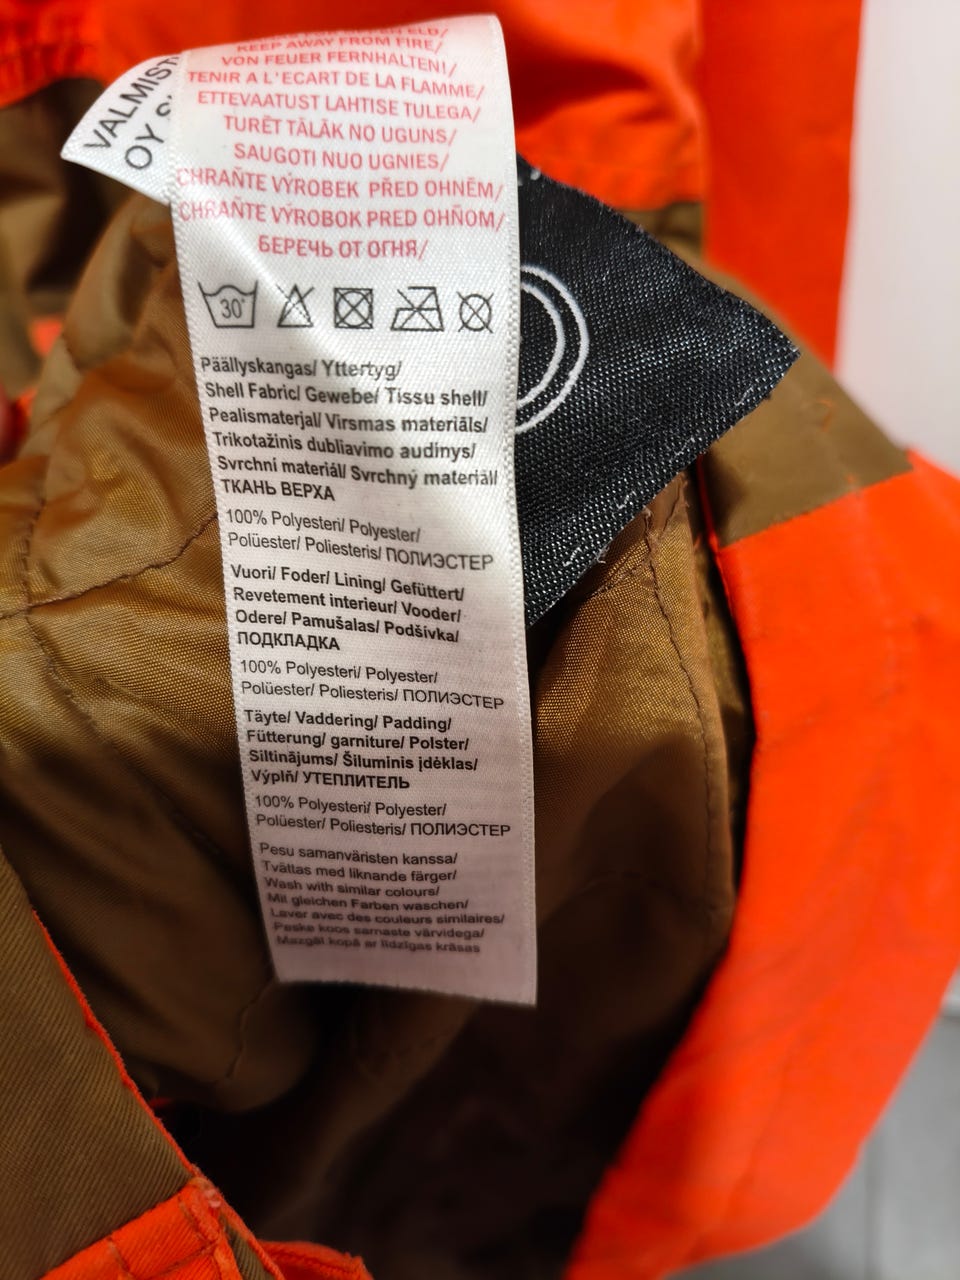 VALMIST
OY
KEEP AWAY FROM FIRE/
VON FEUER FERNHALTEN!/
TENIR A L'ECART DE LA FLAMME/
ETTEVAATUST LAHTISE TULEGA/
TURĒT TĀLĀK NO UGUNS/
SAUGOTI NUO UGNIES/
CHRAŇTE VÝROBEK PŘED OHNĚM/
CHRAŇTE VÝROBOK PRED OHŇOM/
БЕРЕЧЬ ОТ ОГНЯ/
30°
Päällyskangas/ Yttertyg/
Shell Fabric/ Gewebe/ Tissu shell/
Pealismaterjal/ Virsmas materiāls/
Trikotažinis dubliavimo audinys/
Svrchní materiál/ Svrchný materiál/
ТКАНЬ ВЕРХА
100% Polyesteri/ Polyester/
Polüester/ Poliesteris/ ПОЛИЭСТЕР
Vuori/ Foder/ Lining/ Gefüttert/
Revetement interieur/ Vooder/
Odere/ Pamušalas/ Podšívka/
ПОДКЛАДКА
100% Polyesteri/ Polyester/
Polüester/ Poliesteris/ ПОЛИЭСТЕР
Täyte/ Vaddering/ Padding/
Fütterung/ garniture/ Polster/
Siltinājums/ Šiluminis įdėklas/
Výplň/ УТЕПЛИТЕЛЬ
100% Polyesteri/ Polyester/
Polüester/ Poliesteris/ ПОЛИЭСТЕР
Pesu samanväristen kanssa/
Tvättas med liknande färger/
Wash with similar colours/
Mit gleichen Farben waschen/
Laver avec des couleurs similaires/
Peske koos samaste värvidega/
Mazgāt kopā ar līdzīgas krāsas